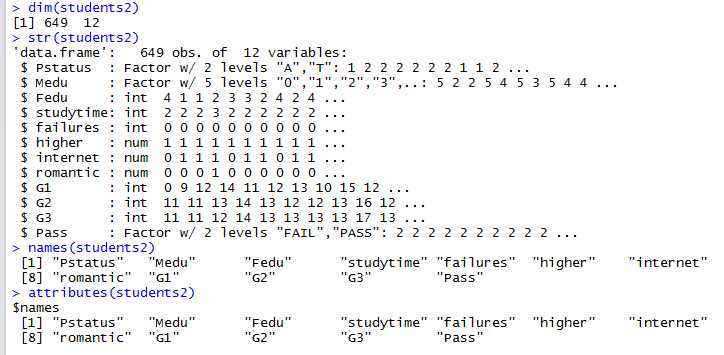 > dim(students2)
[1] 649  12
> str(students2)
'data.frame':   649 obs. of  12 variables:
 $ Pstatus  : Factor w/ 2 levels "A","T": 1 2 2 2 2 2 2 1 1 2 ...
 $ Medu     : Factor w/ 5 levels "0","1","2","3",..: 5 2 2 5 4 5 3 5 4 4 ...
 $ Fedu     : int  4 1 1 2 3 3 2 4 2 4 ...
 $ studytime: int  2 2 2 3 2 2 2 2 2 2 ...
 $ failures : int  0 0 0 0 0 0 0 0 0 0 ...
 $ higher   : num  1 1 1 1 1 1 1 1 1 1 ...
 $ internet : num  0 1 1 1 0 1 1 0 1 1 ...
 $ romantic : num  0 0 0 1 0 0 0 0 0 0 ...
 $ G1       : int  0 9 12 14 11 12 13 10 15 12 ...
 $ G2       : int  11 11 13 14 13 12 12 13 16 12 ...
 $ G3       : int  11 11 12 14 13 13 13 13 17 13 ...
 $ Pass     : Factor w/ 2 levels "FAIL","PASS": 2 2 2 2 2 2 2 2 2 2 ...
> names(students2)
 [1] "Pstatus"   "Medu"      "Fedu"      "studytime" "failures"  "higher"    "internet"
 [8] "romantic"  "G1"        "G2"        "G3"        "Pass"
> attributes(students2)
$names
 [1] "Pstatus"   "Medu"      "Fedu"      "studytime" "failures"  "higher"    "internet"
 [8] "romantic"  "G1"        "G2"        "G3"        "Pass"